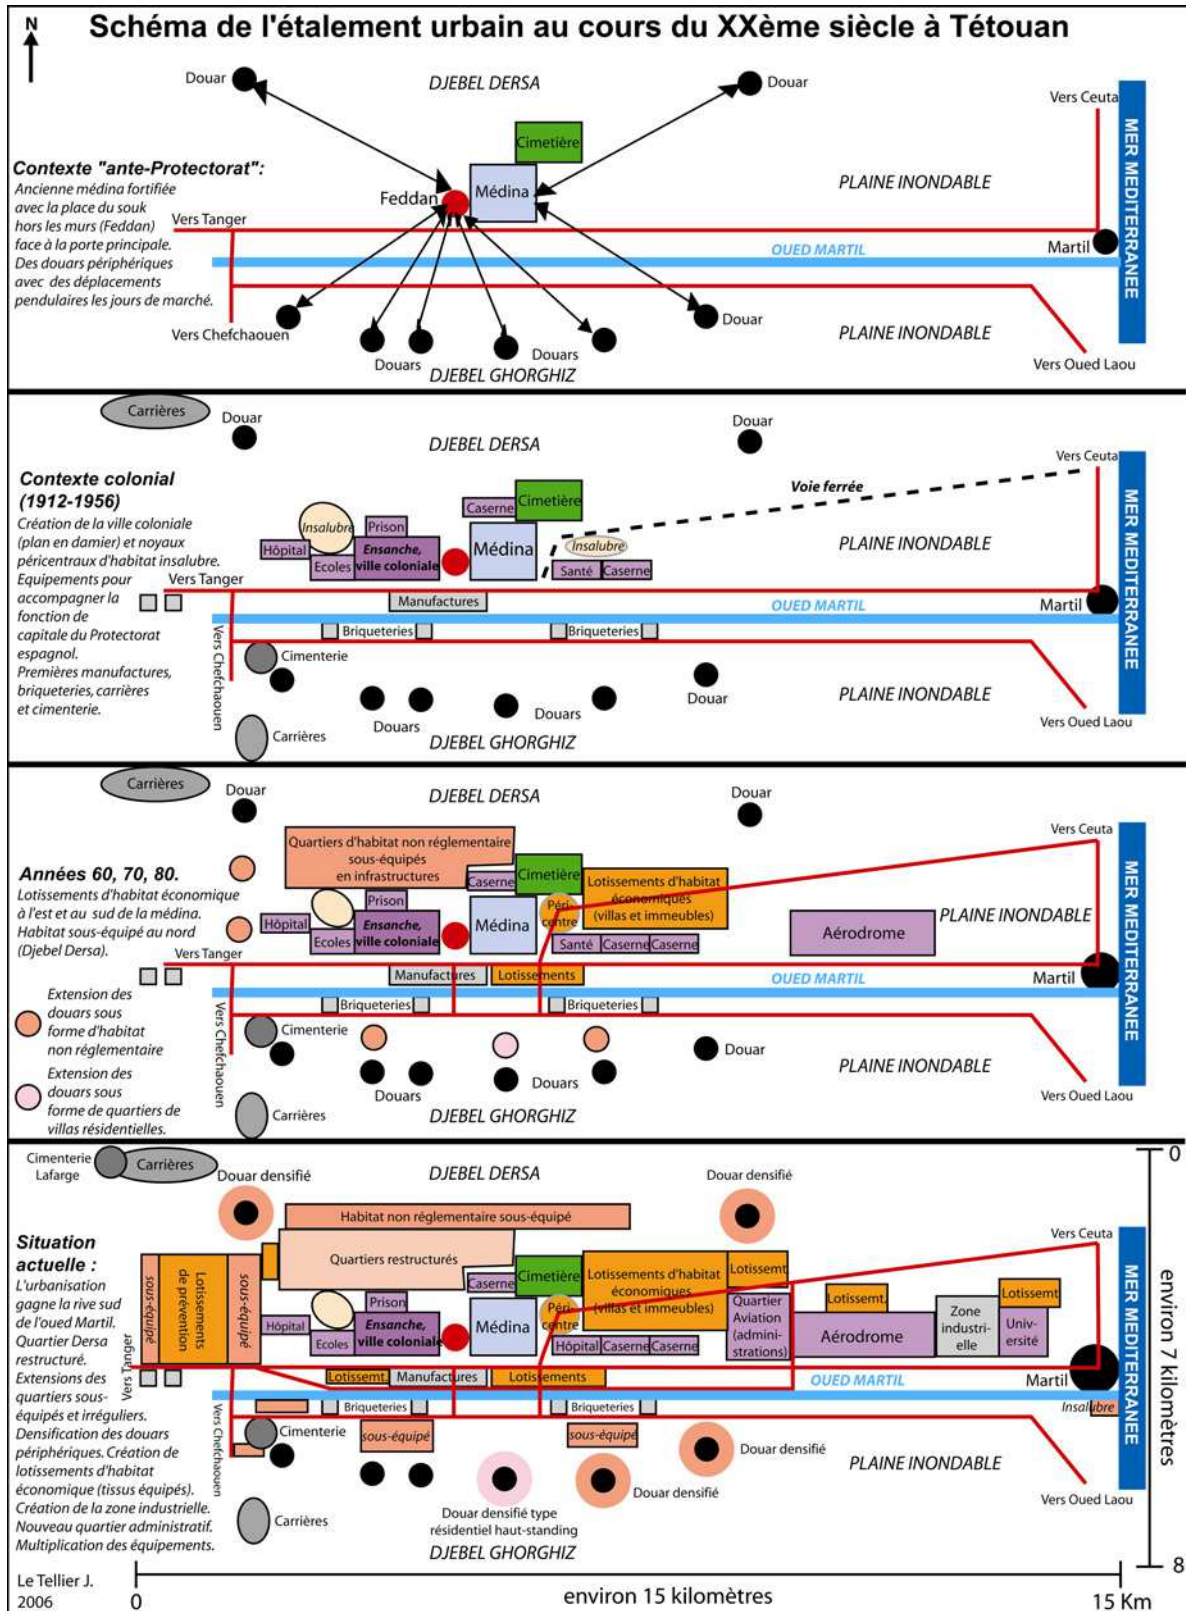 Schéma de l'étalement urbain au cours du XXème siècle à Tétouan
N
Douar
DJEBEL DERSA
Douar
Vers Ceuta
Cimetière
Contexte "ante-Protectorat":
Ancienne médina fortifiée
avec la place du souk
hors les murs (Feddan)
face à la porte principale.
Des douars périphériques
avec des déplacements
pendulaires les jours de marché.
Feddan
Médina
PLAINE INONDABLE
MER MEDITERRANEE
Vers Tanger
OUED MARTIL
Martil
Vers Chefchaouen
Douars
Douars
Douar
PLAINE INONDABLE
Vers Oued Laou
DJEBEL GHORGHIZ
Carrières
Douar
DJEBEL DERSA
Douar
Vers Ceuta
Contexte colonial
(1912-1956)
Création de la ville coloniale
(plan en damier) et noyaux
péricentraux d'habitat insalubre.
Equipements pour
accompagner la
fonction de
capitale du Protectorat
espagnol.
Premières manufactures,
briqueteries, carrières
et cimenterie.
Voie ferrée
Caserne
Cimetière
Insalubre
Prison
Hôpital
Ecoles
Ensanche,
ville coloniale
Médina
Insalubre
Santé
Caserne
MER MEDITERRANEE
Vers Tanger
Manufactures
OUED MARTIL
Martil
Briqueteries
Briqueteries
Vers Chefchaouen
Cimenterie
Douar
Douars
Douars
PLAINE INONDABLE
Vers Oued Laou
Carrières
DJEBEL GHORGHIZ
Carrières
Douar
DJEBEL DERSA
Douar
Vers Ceuta
Années 60, 70, 80.
Lotissements d'habitat économique
à l'est et au sud de la médina.
Habitat sous-équipé au nord
(Djebel Dersa).
Quartiers d'habitat non réglementaire
sous-équipés
en infrastructures
Caserne
Cimetière
Lotissements d'habitat
économiques
(villas et immeubles)
Prison
Hôpital
Ecoles
Ensanche,
ville coloniale
Médina
Péri-
centre
Santé
Caserne
Caserne
Aérodrome
PLAINE INONDABLE
MER MEDITERRANEE
Vers Tanger
Manufactures
Lotissements
OUED MARTIL
Martil
Extension des
douars sous
forme d'habitat
non réglementaire
Extension des
douars sous
forme de quartiers de
villas résidentielles.
Briqueteries
Briqueteries
Vers Chefchaouen
Cimenterie
Douar
Douars
Douars
PLAINE INONDABLE
Vers Oued Laou
Carrières
DJEBEL GHORGHIZ
Cimenterie
Lafarge
Carrières
Douar densifié
DJEBEL DERSA
Douar densifié
Vers Ceuta
0
environ 7 kilomètres
8
Situation
actuelle :
L'urbanisation
gagne la rive sud
de l'oued Martil.
Quartier Dersa
restructuré.
Extensions des
quartiers sous-
équipés et irréguliers.
Densification des douars
périphériques. Création de
lotissements d'habitat
économique (tissus équipés).
Création de la zone industrielle.
Nouveau quartier administratif.
Multiplication des équipements.
Habitat non réglementaire sous-équipé
Quartiers restructurés
sous-équipé
Lotissements
de prévention
sous-équipé
Caserne
Cimetière
Lotissements d'habitat
économiques
(villas et immeubles)
Lotissemt
Prison
Hôpital
Ecoles
Ensanche,
ville coloniale
Médina
Péri-
centre
Hôpital
Caserne
Caserne
Quartier
Aviation
(admini-
strations)
Lotissemt.
Aérodrome
Zone
industri-
elle
Lotissemt
Univ-
ersité
MER MEDITERRANEE
Vers Tanger
Lotissemt.
Manufactures
Lotissements
OUED MARTIL
Martil
Insalubre
Briqueteries
Briqueteries
Vers Chefchaouen
Cimenterie
sous-équipé
sous-équipé
Douar densifié
Douar densifié
PLAINE INONDABLE
Vers Oued Laou
Carrières
Douar densifié type
résidentiel haut-standing
DJEBEL GHORGHIZ
Le Tellier J.
2006
0
environ 15 kilomètres
15 Km